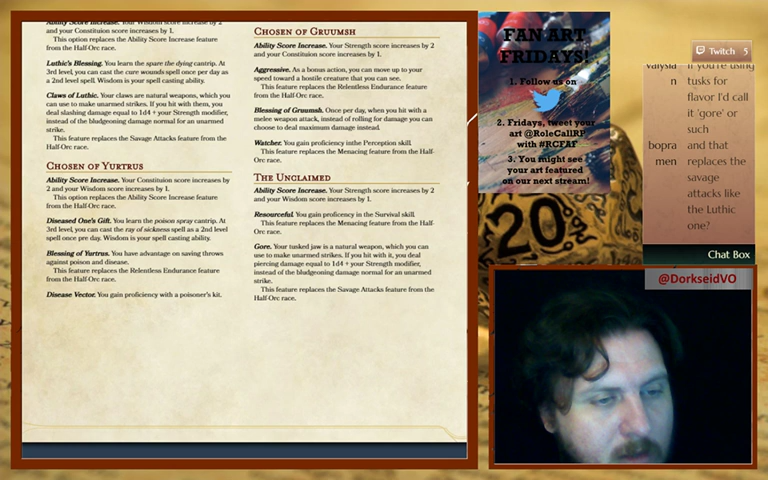 Ability Score Increase. Your Wisdom score increases by 2
and your Constituion score increases by 1.
This option replaces the Ability Score Increase feature
from the Half-Orc race.
Luthic's Blessing. You learn the spare the dying cantrip. At
3rd level, you can cast the cure wounds spell once per day as
a 2nd level spell. Wisdom is your spell casting ability.
Claws of Luthic. Your claws are natural weapons, which you
can use to make unarmed strikes. If you hit with them, you
deal slashing damage equal to 1d4 + your Strength modifier,
instead of the bludgeoning damage normal for an unarmed
strike.
This feature replaces the Savage Attacks feature from the
Half-Orc race.
Chosen of Yurtrus
Ability Score Increase. Your Constituion score increases by
2 and your Wisdom score increases by 1.
This option replaces the Ability Score Increase feature
from the Half-Orc race.
Diseased One's Gift. You learn the poison spray cantrip. At
3rd level, you can cast the ray of sickness spell as a 2nd level
spell once per day. Wisdom is your spell casting ability.
Blessing of Yurtrus. You have advantage on saving throws
against poison and disease.
This feature replaces the Relentless Endurance feature
from the Half-Orc race.
Disease Vector. You gain proficiency with a poisoner's kit.
Chosen of Gruumsh
Ability Score Increase. Your Strength score increases by 2
and your Constituion score increases by 1.
Aggressive. As a bonus action, you can move up to your
speed toward a hostile creature that you can see.
This feature replaces the Relentless Endurance feature
from the Half-Orc race.
Blessing of Gruumsh. Once per day, when you hit with a
melee weapon attack, instead of rolling for damage you can
choose to deal maximum damage instead.
Watcher. You gain proficiency inthe Perception skill.
This feature replaces the Menacing feature from the Half-
Orc race.
The Unclaimed
Ability Score Increase. Your Strength score increases by 2
and your Wisdom score increases by 1.
Resourceful. You gain proficiency in the Survival skill.
This feature replaces the Menacing feature from the Half-
Orc race.
Gore. Your tusked jaw is a natural weapon, which you can
use to make unarmed strikes. If you hit with it, you deal
piercing damage equal to 1d4 + your Strength modifier,
instead of the bludgeoning damage normal for an unarmed
strike.
This feature replaces the Savage Attacks feature from the
Half-Orc race.
FAN ART
FRIDAYS!
1. Follow us on
2. Fridays, tweet your
art @RoleCallRP
with #RCFAF
3. You might see
your art featured
on our next stream!
20
Twitch 5
valysia
n
if you're using
tusks for
flavor I'd call
it 'gore' or
such
bopra
men
and that
replaces the
savage
attacks like
the Luthic
one?
Chat Box
@DorkseidVO